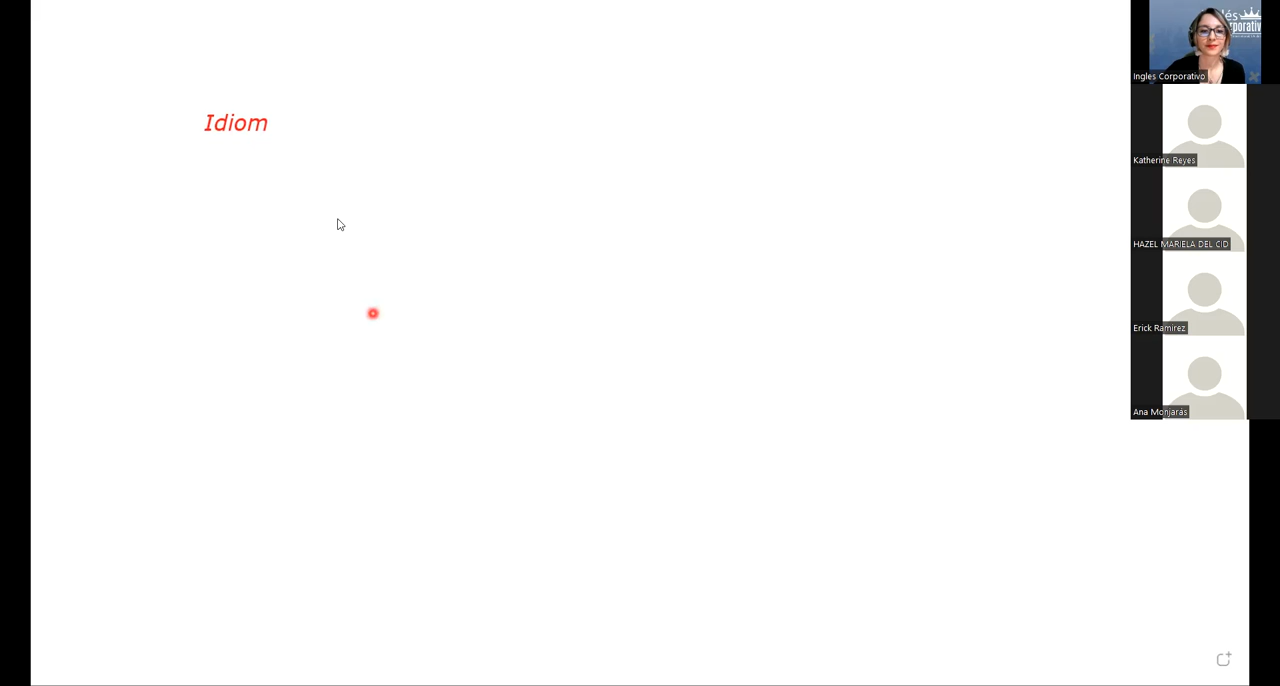 Idiom
Ingles Corporativo
Katherine Reyes
HAZEL MARIELA DEL CID
Erick Ramirez
Ana Monjarás